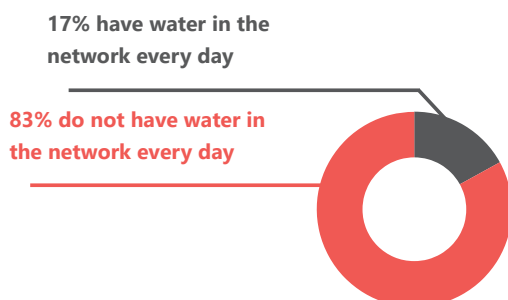 17% have water in the
network every day
83% do not have water in
the network every day